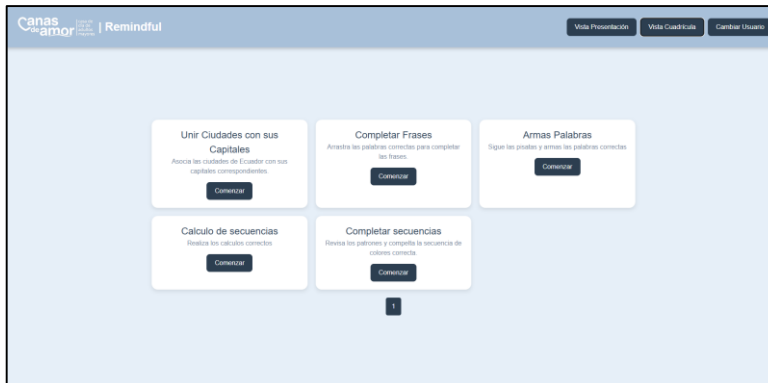 Canas
de amor
| Remindful
Vista Presentación
Vista Cuadrícula
Cambiar Usuario
Unir Ciudades con sus
Capitales
Asocia las ciudades de Ecuador con sus
capitales correspondientes.
Comenzar
Completar Frases
Arrastra las palabras correctas para completar
las frases.
Comenzar
Armas Palabras
Sigue las pisatas y armas las palabras correctas
Comenzar
Calculo de secuencias
Realiza los calculos correctos
Comenzar
Completar secuencias
Revisa los patrones y completa la secuencia de
colores correcta.
Comenzar
1